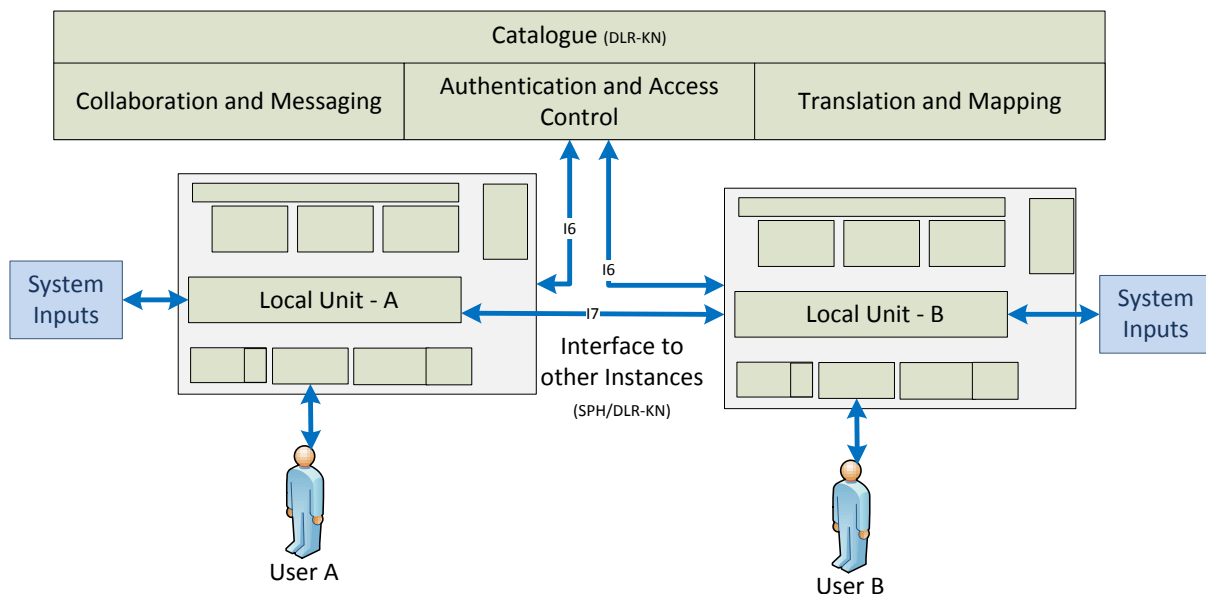 Catalogue (DLR-KN)
Collaboration and Messaging
Authentication and Access
Control
Translation and Mapping
I6
I6
System
Inputs
Local Unit - A
I7
Local Unit - B
System
Inputs
Interface to
other Instances
(SPH/DLR-KN)
User A
User B